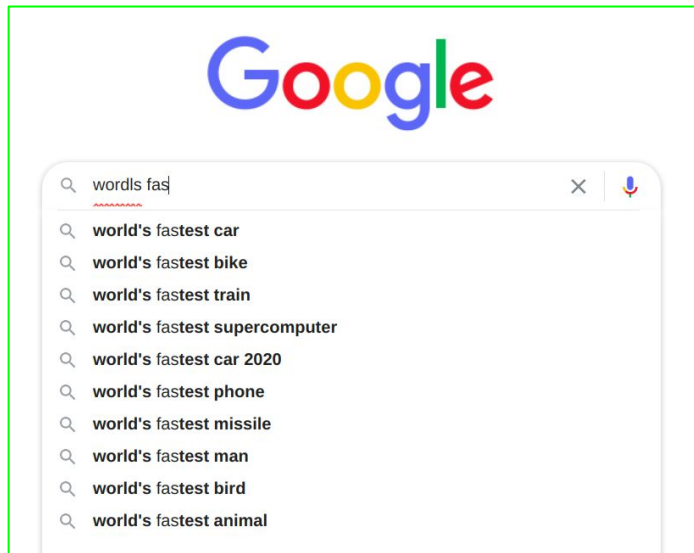 Google
wordls fas
world's fastest car
world's fastest bike
world's fastest train
world's fastest supercomputer
world's fastest car 2020
world's fastest phone
world's fastest missile
world's fastest man
world's fastest bird
world's fastest animal